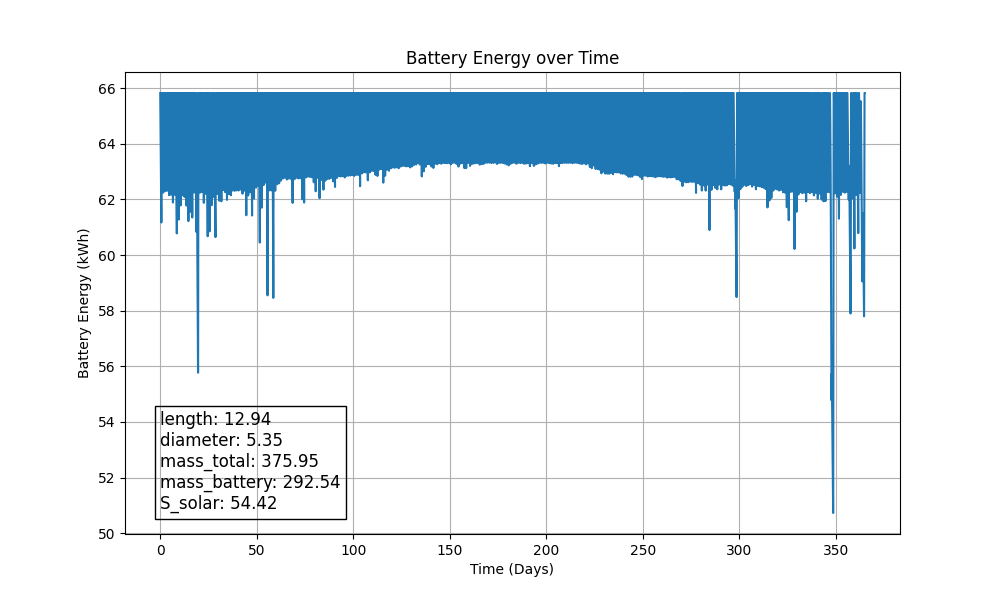 Battery Energy over Time
66
64
62
60
58
56
54
52
50
Battery Energy (kWh)
length: 12.94
diameter: 5.35
mass_total: 375.95
mass_battery: 292.54
S_solar: 54.42
0 50 100 150 200 250 300 350
Time (Days)